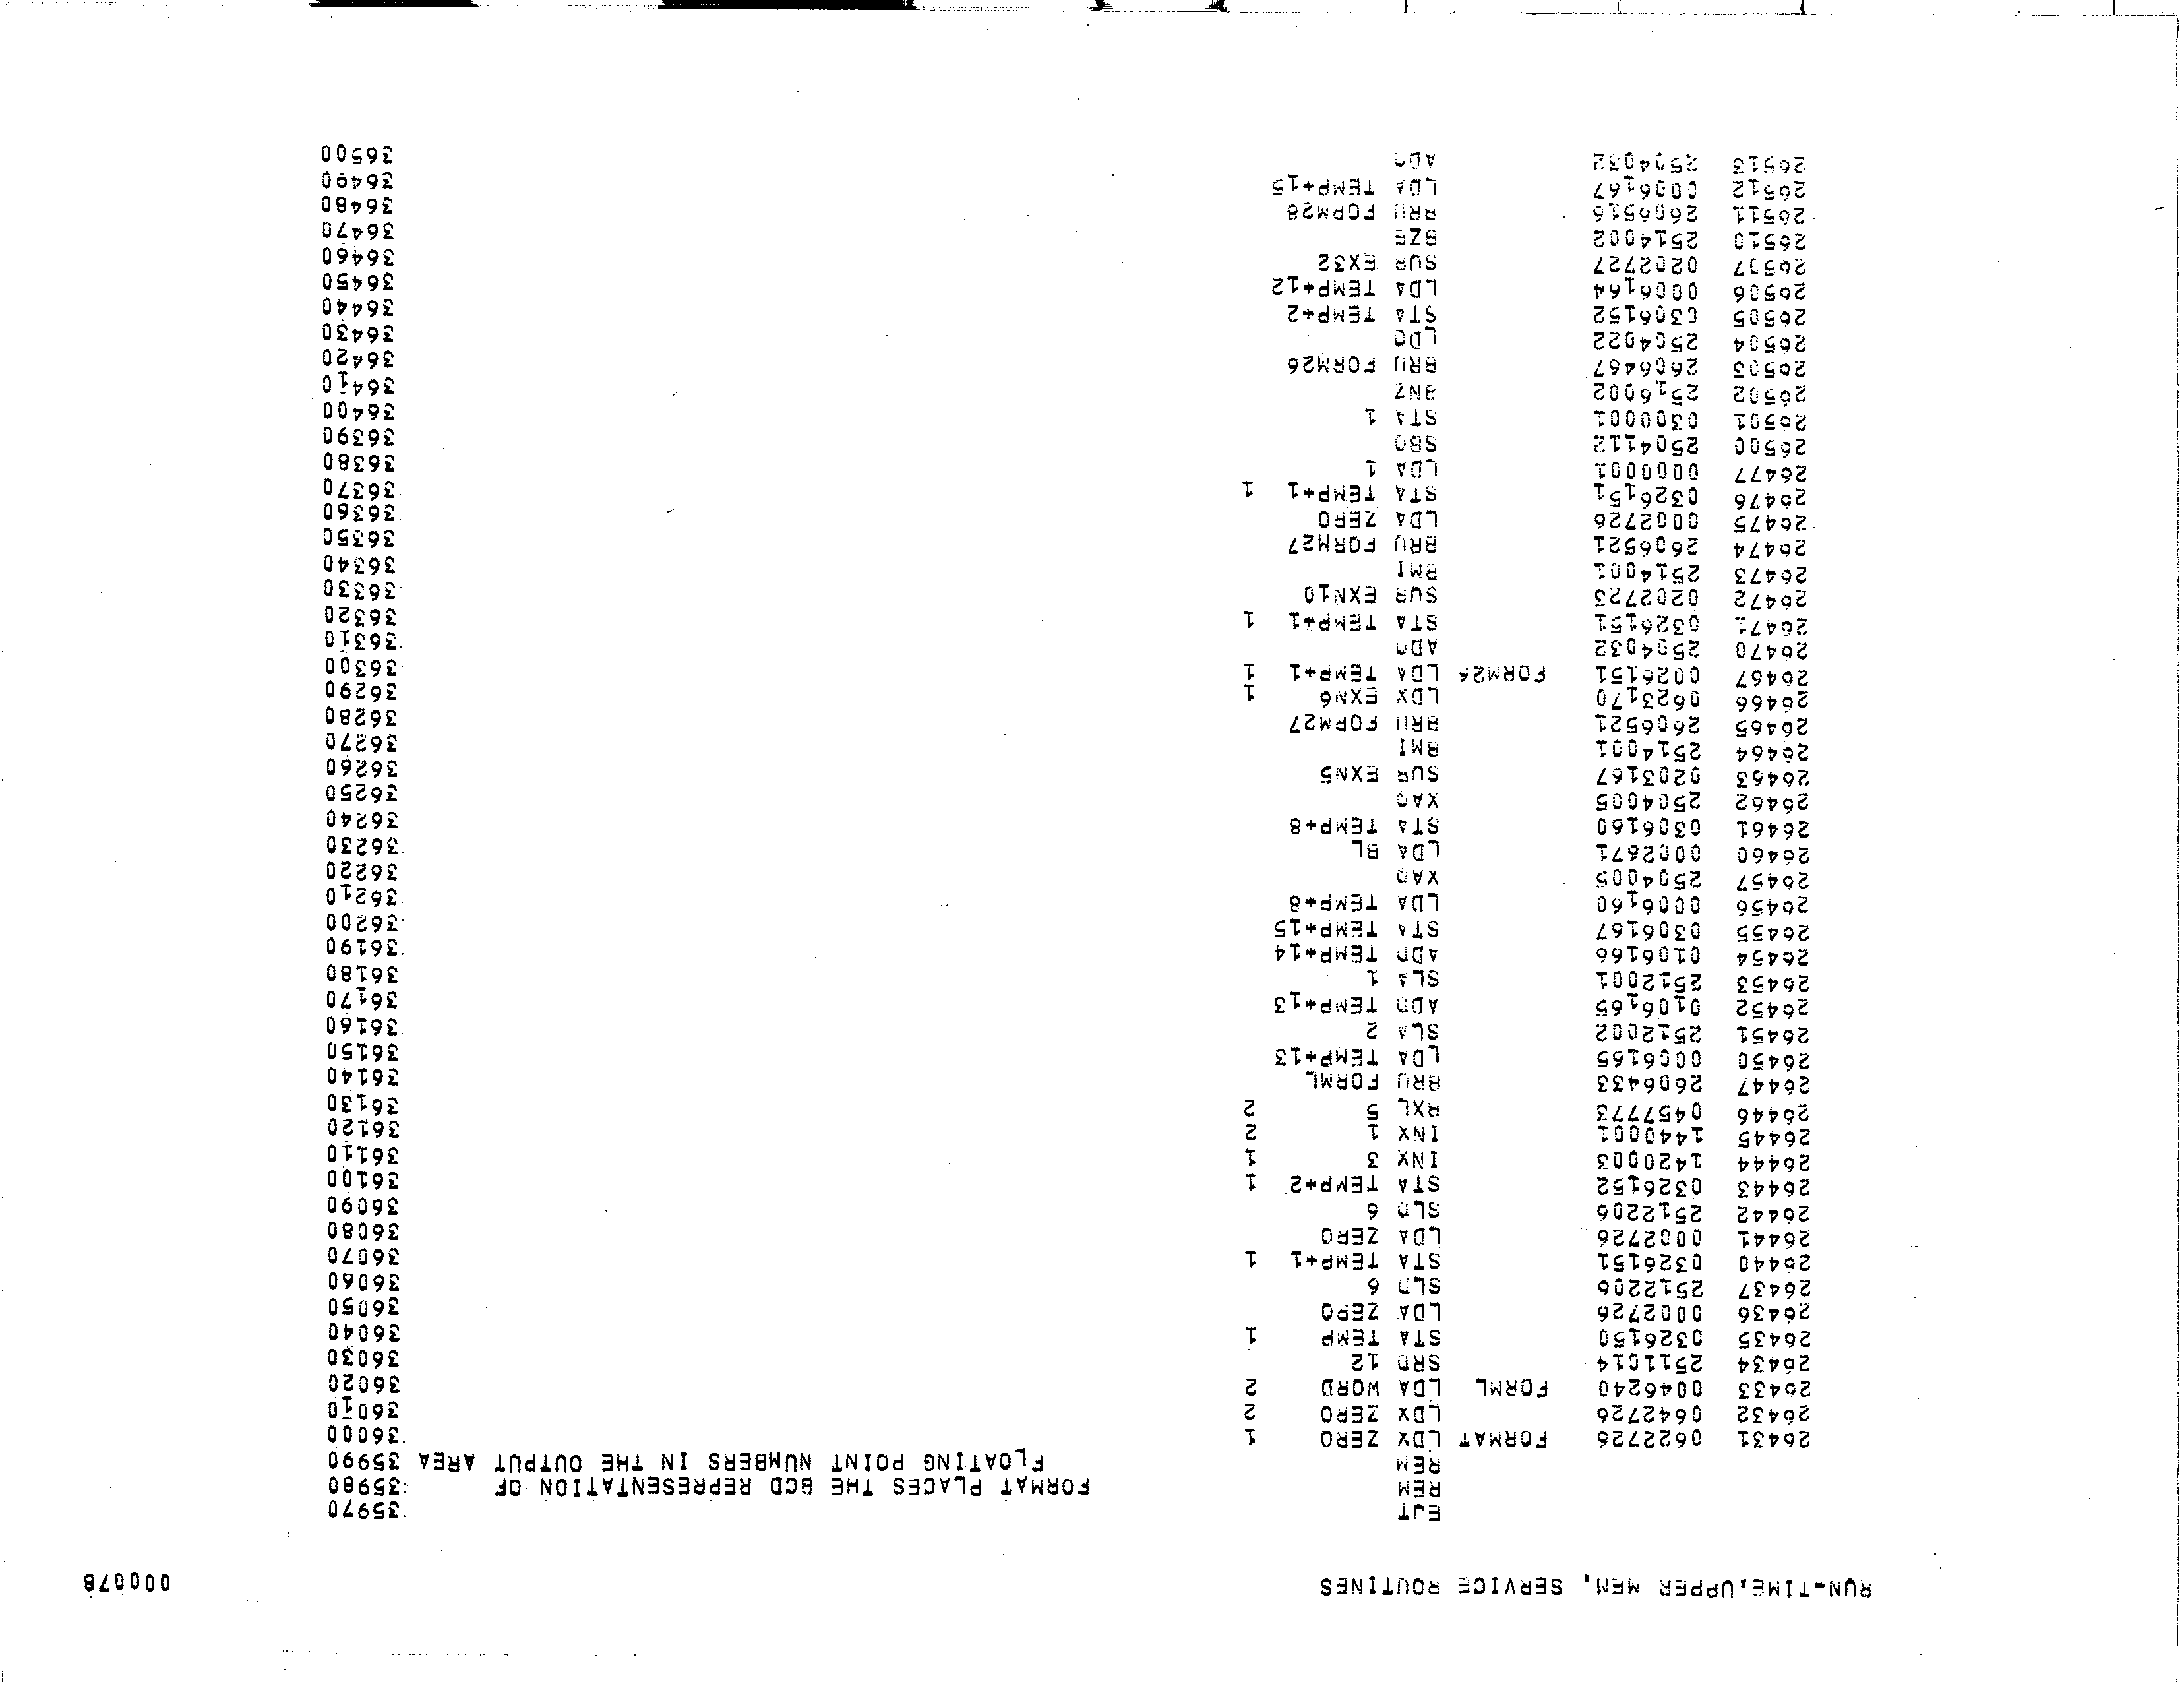 RUN-TIME,UPPER MEM. SERVICE ROUTINES 000078
EJT 35970
REM FORMAT PLACES THE BCD REPRESENTATION OF 35980
REM FLOATING POINT NUMBERS IN THE OUTPUT AREA 35990
26431 0622726 FORMAT LDX ZERO 1 36000
26432 0642726 LDX ZERO 2 36010
26433 0046240 FORML LDA WORD 2 36020
26434 2511014 SRD 12 36030
26435 0326150 STA TEMP 1 36040
26436 0002726 LDA ZERO 36050
26437 2512206 SLD 6 36060
26440 0326151 STA TEMP+1 1 36070
26441 0002726 LDA ZERO 36080
26442 2512206 SLD 6 36090
26443 0326152 STA TEMP+2 1 36100
26444 1420003 INX 3 1 36110
26445 1440001 INX 1 2 36120
26446 0457773 BXL 5 2 36130
26447 2606433 BRU FORML 36140
26450 0006165 LDA TEMP+13 36150
26451 2512002 SLA 2 36160
26452 0106165 ADD TEMP+13 36170
26453 2512001 SLA 1 36180
26454 0106166 ADD TEMP+14 36190
26455 0306167 STA TEMP+15 36200
26456 0006160 LDA TEMP+8 36210
26457 2504005 XAQ 36220
26460 0002671 LDA BL 36230
26461 0306160 STA TEMP+8 36240
26462 2504005 XAQ 36250
26463 0203167 SUB EXN5 36260
26464 2514001 BMI 36270
26465 2606521 BRU FORM27 36280
26466 0623170 LDX EXN6 1 36290
26467 0026151 FORM26 LDA TEMP+1 1 36300
26470 2504032 ADO 36310
26471 0326151 STA TEMP+1 1 36320
26472 0202723 SUB EXN10 36330
26473 2514001 BMI 36340
26474 2606521 BRU FORM27 36350
26475 0002726 LDA ZERO 36360
26476 0326151 STA TEMP+1 1 36370
26477 0000001 LDA 1 36380
26500 2504112 SBO 36390
26501 0300001 STA 1 36400
26502 2516002 BNZ 36410
26503 2606467 BRU FORM26 36420
26504 2504022 LDO 36430
26505 0306152 STA TEMP+2 36440
26506 0006164 LDA TEMP+12 36450
26507 0202727 SUB EX32 36460
26510 2514002 BZE 36470
26511 2606516 BRU FORM28 36480
26512 0006167 LDA TEMP+15 36490
26513 2504032 ADO 36500